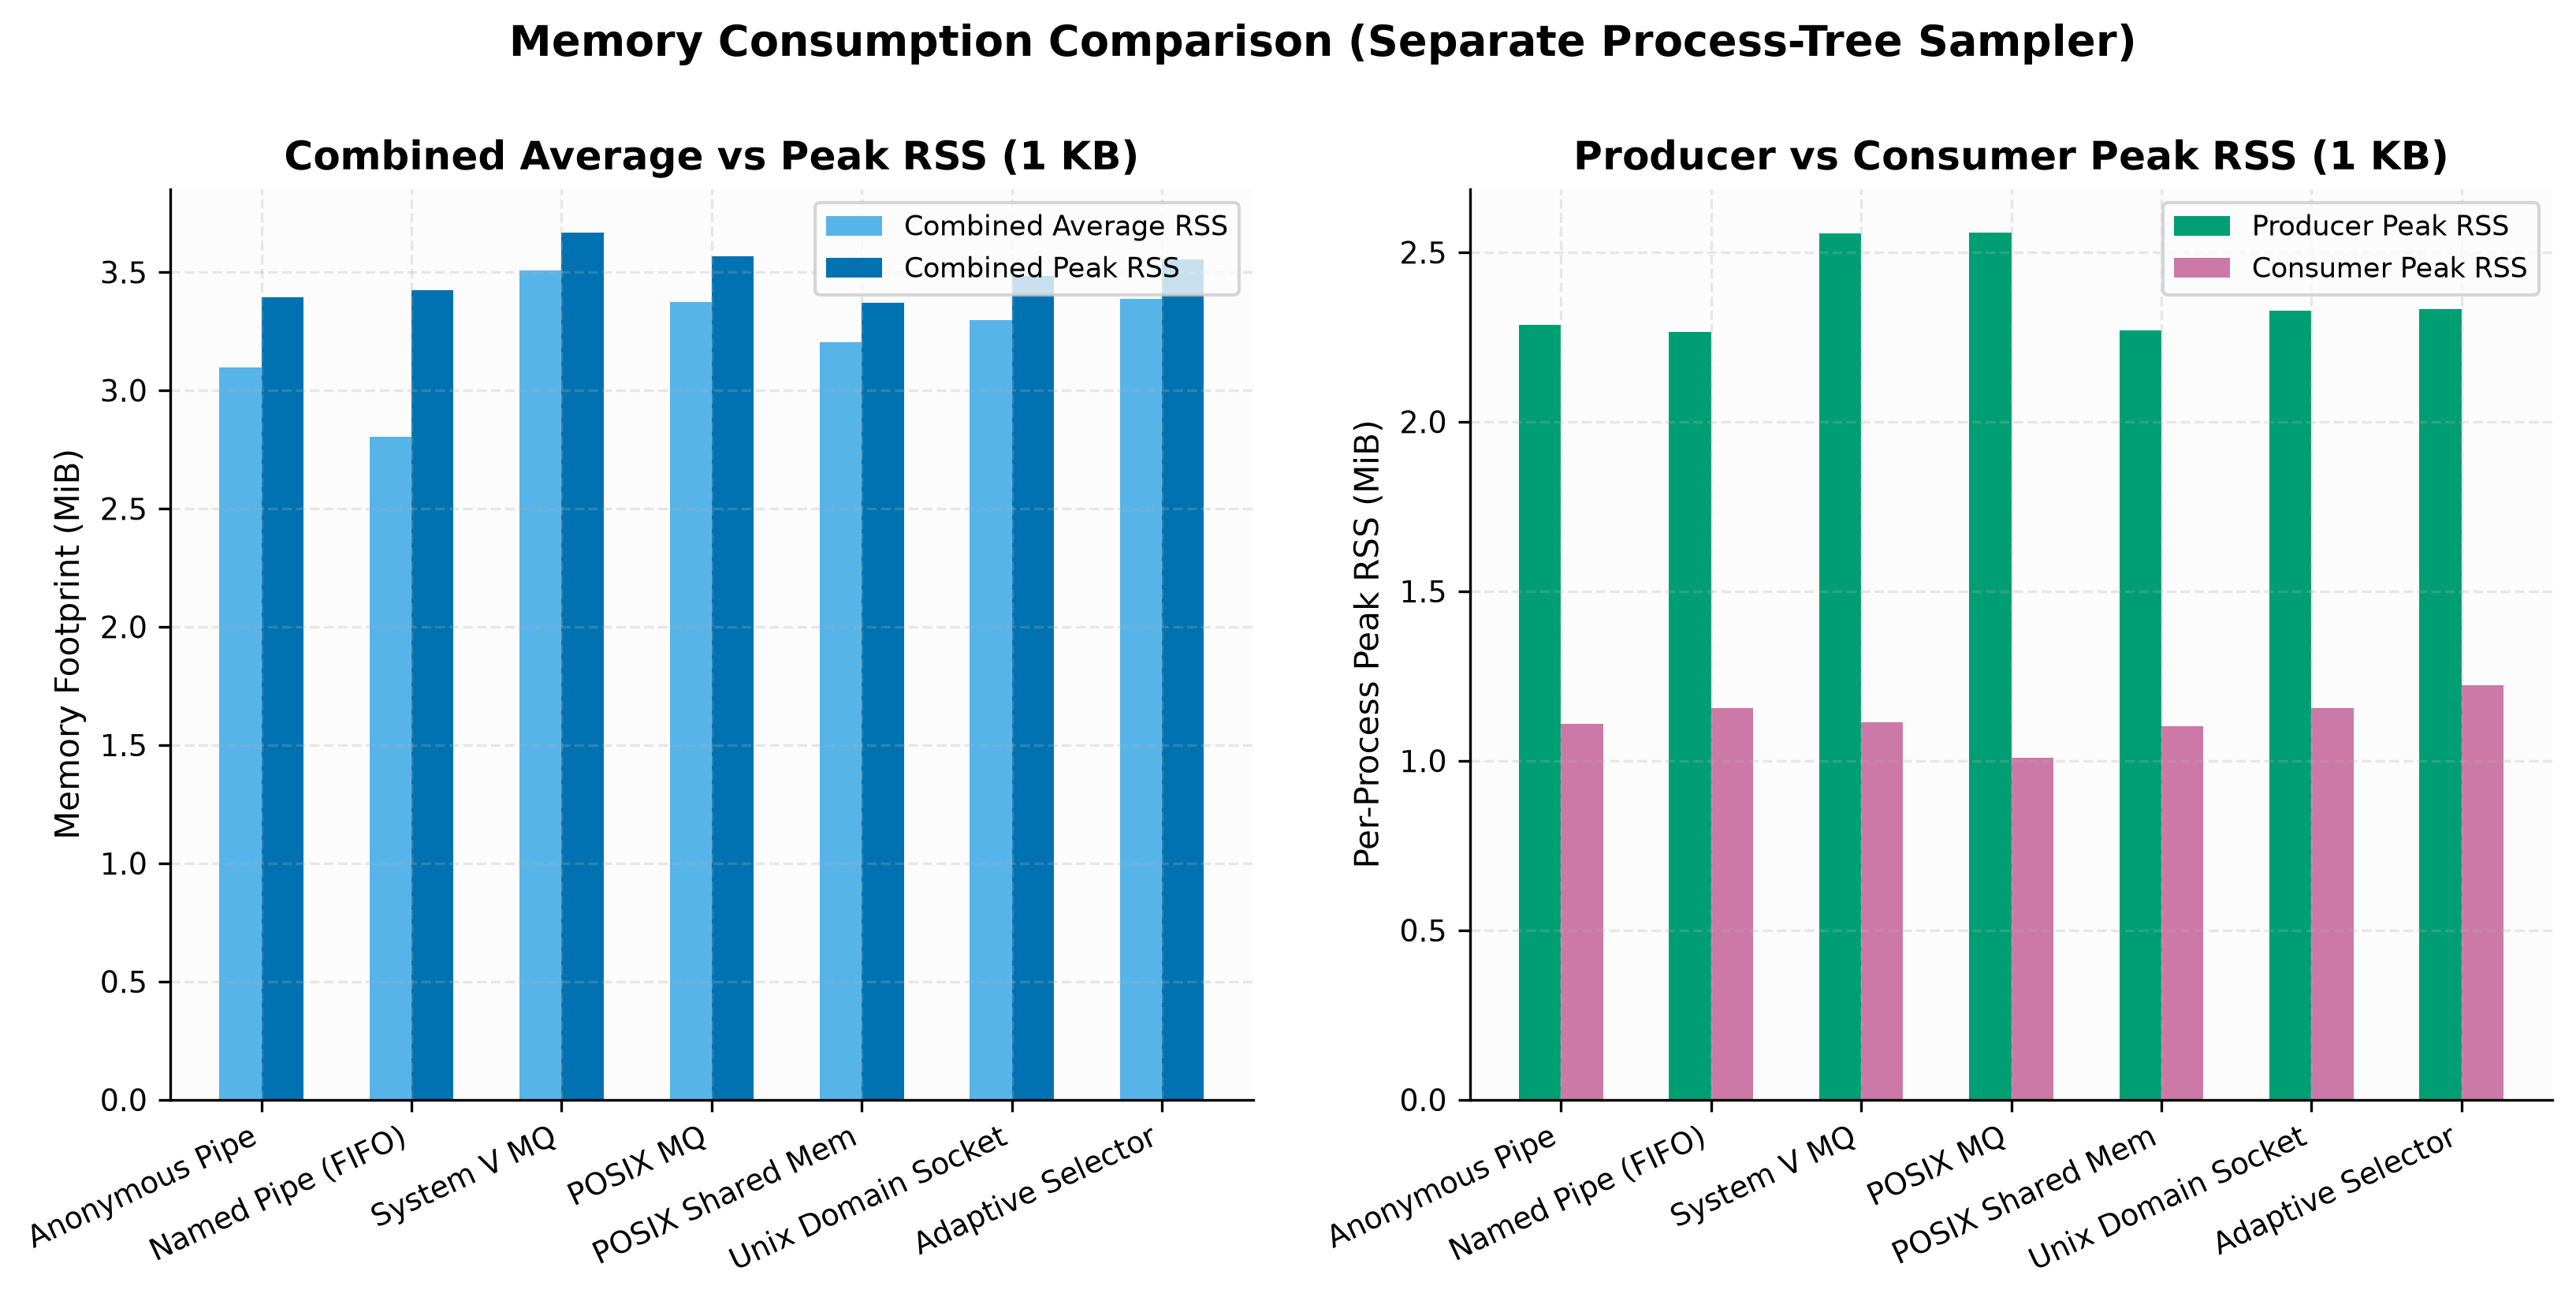 Memory Consumption Comparison (Separate Process-Tree Sampler)
Combined Average vs Peak RSS (1 KB)
Combined Average RSS
Combined Peak RSS
Memory Footprint (MiB)
3.5
3.0
2.5
2.0
1.5
1.0
0.5
0.0
Anonymous Pipe
Named Pipe (FIFO)
System V MQ
POSIX MQ
POSIX Shared Mem
Unix Domain Socket
Adaptive Selector
Producer vs Consumer Peak RSS (1 KB)
Producer Peak RSS
Consumer Peak RSS
Per-Process Peak RSS (MiB)
2.5
2.0
1.5
1.0
0.5
0.0
Anonymous Pipe
Named Pipe (FIFO)
System V MQ
POSIX MQ
POSIX Shared Mem
Unix Domain Socket
Adaptive Selector